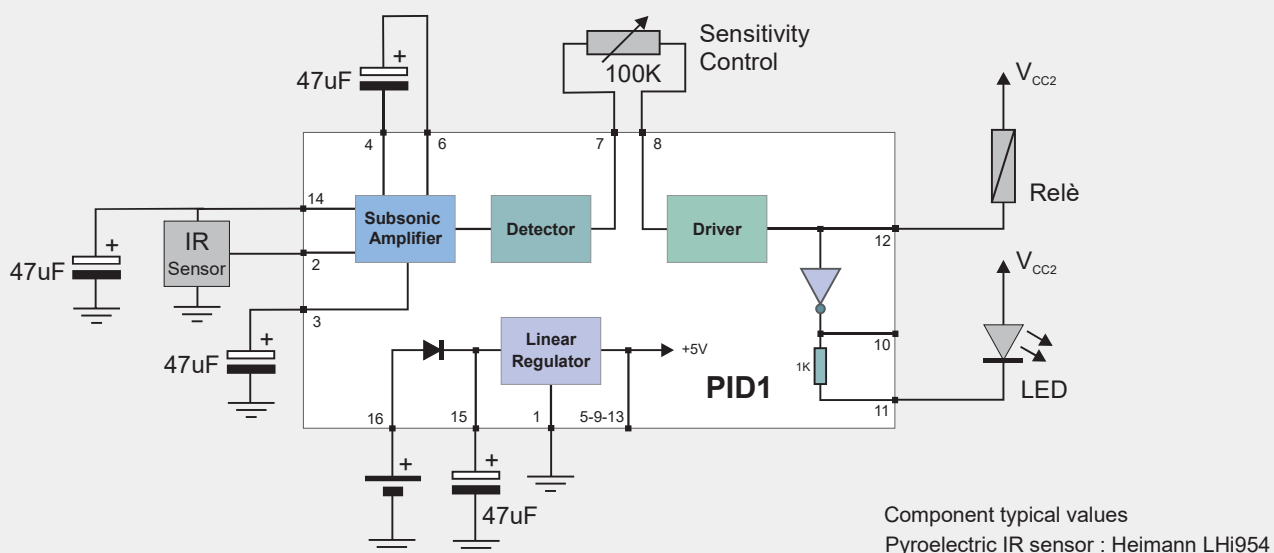 Sensitivity
Control
100K
+
47uF
V CC2
4
6
7
8
Relè
14
Subsonic
Amplifier
Detector
Driver
12
IR
Sensor
+
47uF
2
V CC2
3
+
47uF
Linear
Regulator
+5V
10
1K
PID1
LED
11
16
15
1
5-9-13
+
+
47uF
Component typical values
Pyroelectric IR sensor : Heimann LHi954